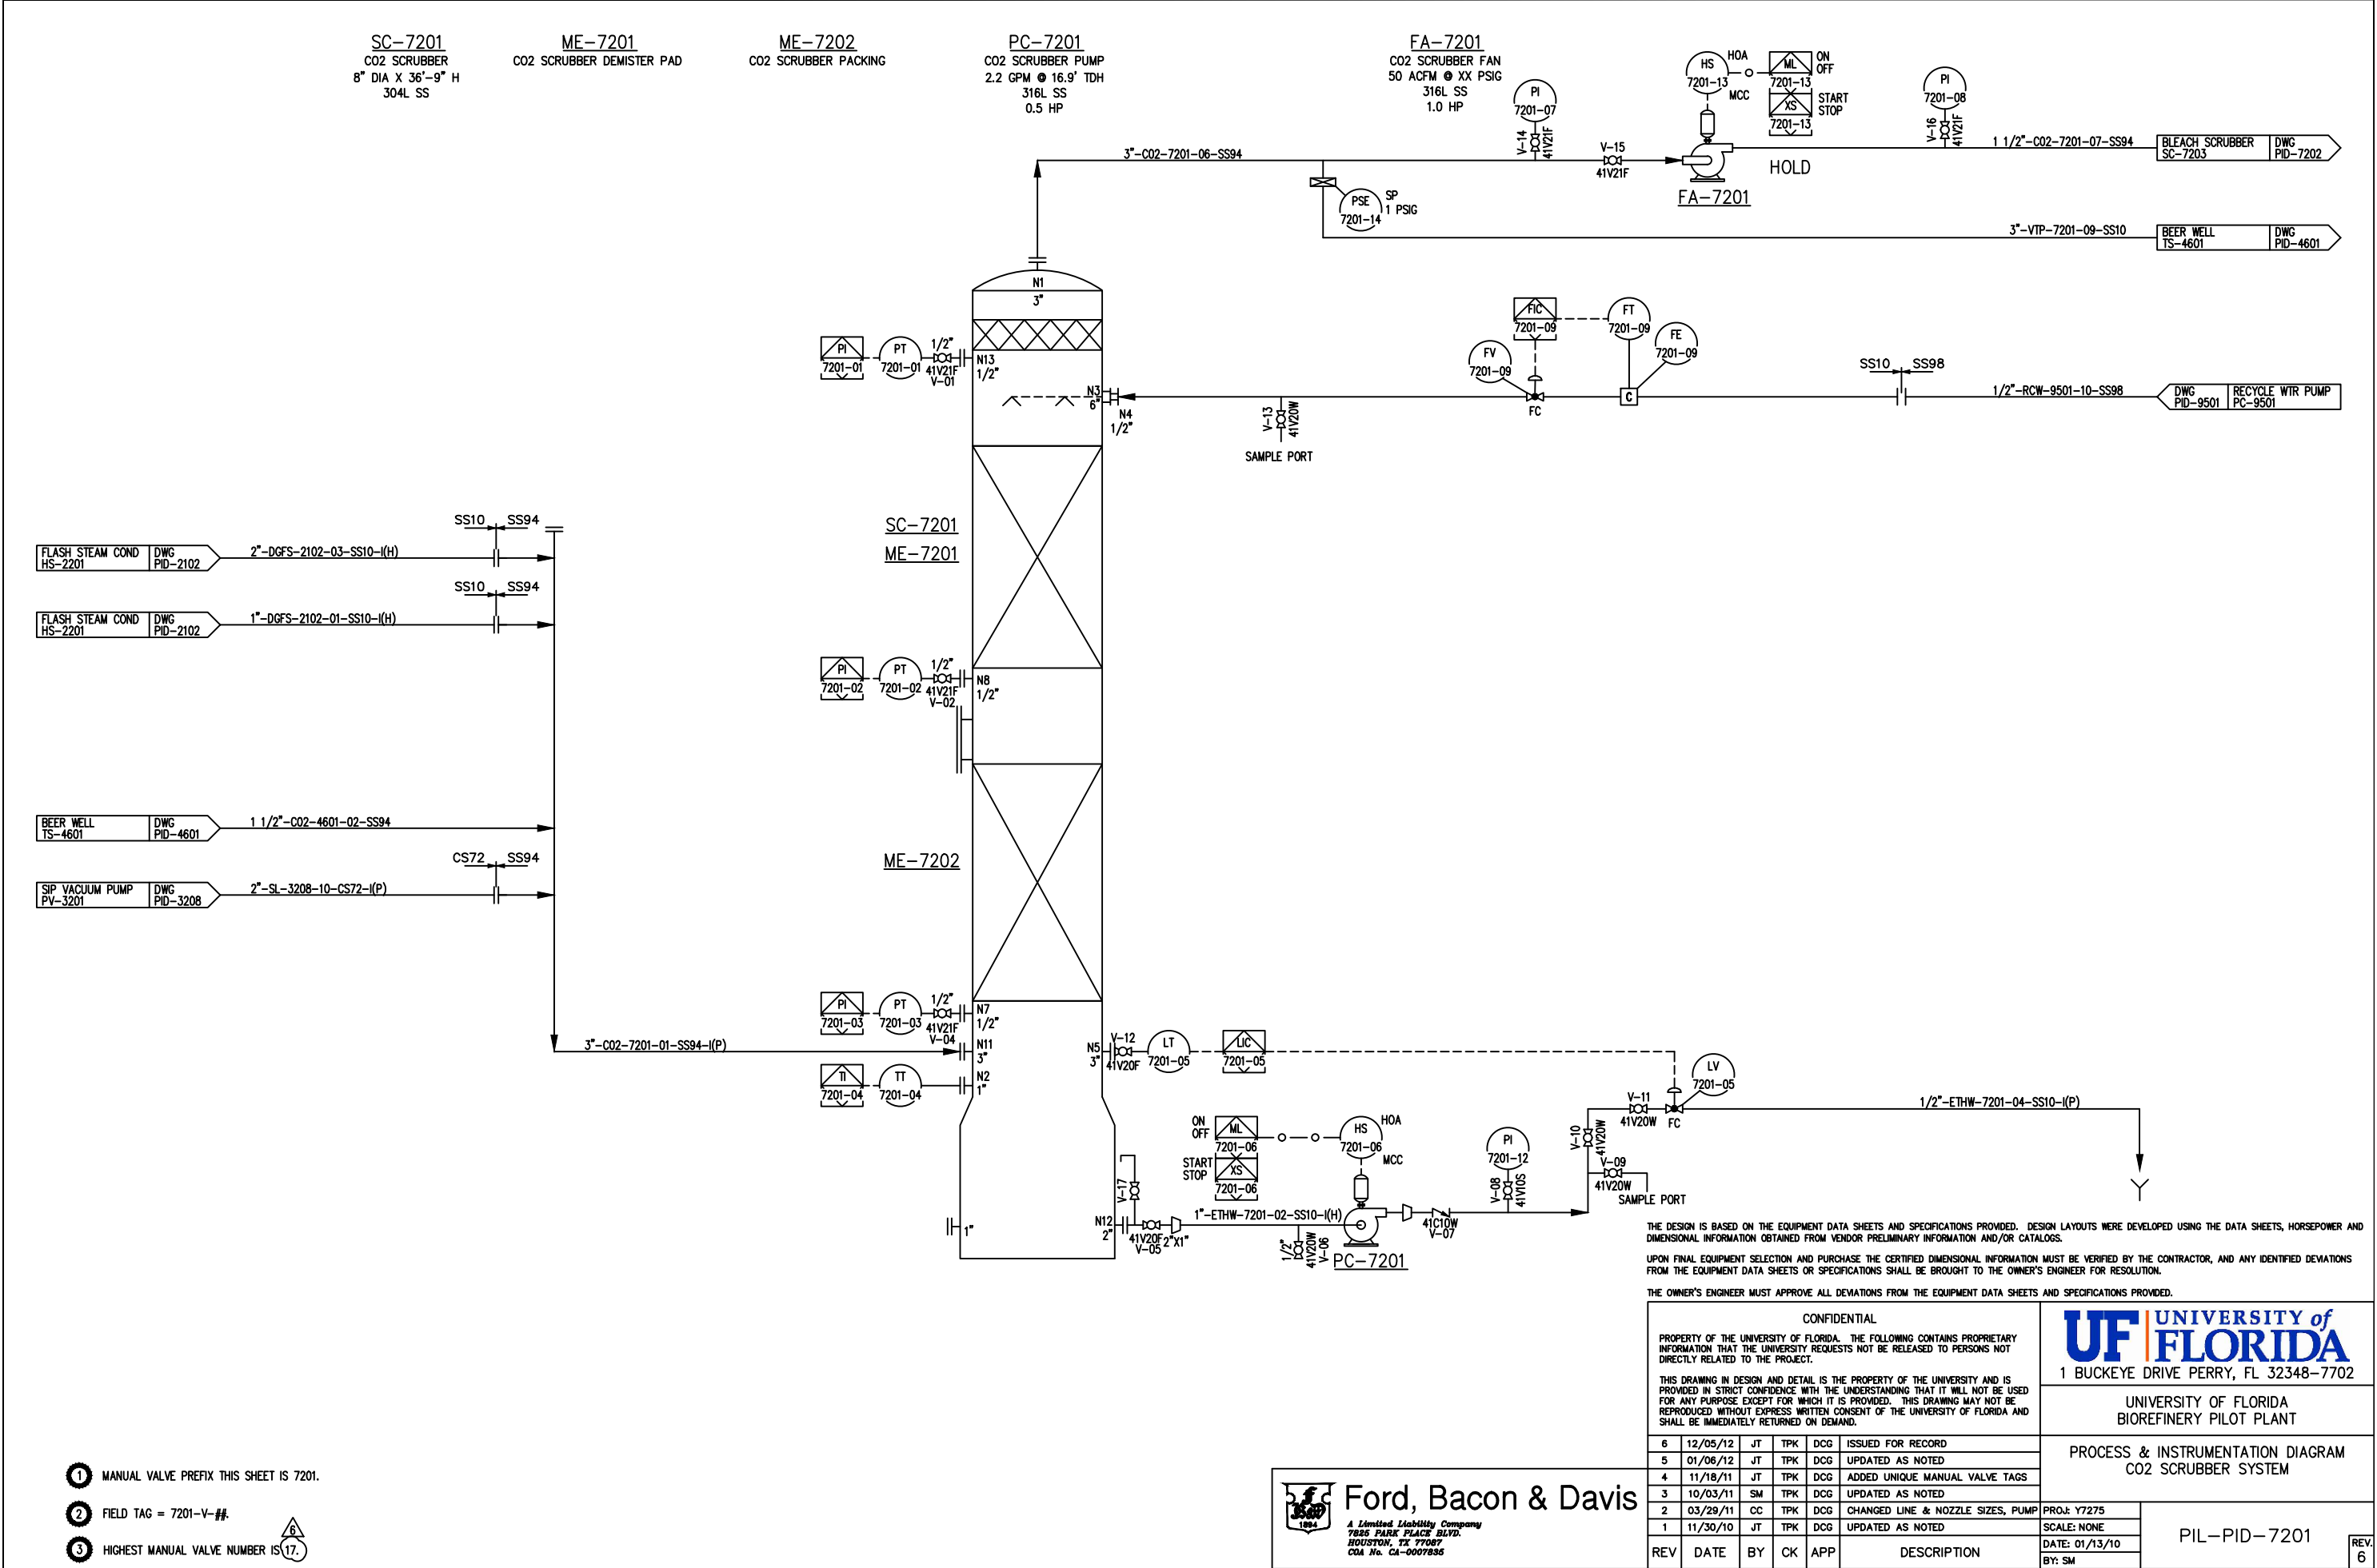 SC-7201
CO2 SCRUBBER
8" DIA X 36'-9" H
304L SS
ME-7201
CO2 SCRUBBER DEMISTER PAD
ME-7202
CO2 SCRUBBER PACKING
PC-7201
CO2 SCRUBBER PUMP
2.2 GPM @ 16.9' TDH
316L SS
0.5 HP
FA-7201
CO2 SCRUBBER FAN
50 ACFM @ XX PSIG
316L SS
1.0 HP
PI
7201-07
V-14
41V21F
HS
7201-13
HOA
MCC
ML
7201-13
ON
OFF
XS
7201-13
START
STOP
PI
7201-08
V-16
41V21F
3"-CO2-7201-06-SS94
V-15
41V21F
HOLD
FA-7201
1 1/2"-CO2-7201-07-SS94
BLEACH SCRUBBER
SC-7203
DWG
PID-7202
PSE
7201-14
SP
1 PSIG
3"-VTP-7201-09-SS10
BEER WELL
TS-4601
DWG
PID-4601
N1
3"
PI
7201-01
PT
7201-01
1/2"
41V21F
V-01
N13
1/2"
N3
6"
N4
1/2"
V-13
41V20W
SAMPLE PORT
FV
7201-09
FIC
7201-09
FC
FT
7201-09
FE
7201-09
C
SS10
SS98
1/2"-RCW-9501-10-SS98
DWG
PID-9501
RECYCLE WTR PUMP
PC-9501
SC-7201
ME-7201
FLASH STEAM COND
HS-2201
DWG
PID-2102
2"-DGFS-2102-03-SS10-I(H)
SS10
SS94
FLASH STEAM COND
HS-2201
DWG
PID-2102
1"-DGFS-2102-01-SS10-I(H)
SS10
SS94
PI
7201-02
PT
7201-02
1/2"
41V21F
V-02
N8
1/2"
BEER WELL
TS-4601
DWG
PID-4601
1 1/2"-CO2-4601-02-SS94
SIP VACUUM PUMP
PV-3201
DWG
PID-3208
2"-SL-3208-10-CS72-I(P)
CS72
SS94
ME-7202
PI
7201-03
PT
7201-03
1/2"
41V21F
V-04
N7
1/2"
3"-CO2-7201-01-SS94-I(P)
N11
3"
TI
7201-04
TT
7201-04
N2
1"
N5
3"
V-12
41V20F
LT
7201-05
LIC
7201-05
LV
7201-05
V-11
41V20W
FC
1/2"-ETHW-7201-04-SS10-I(P)
V-10
41V20W
V-09
41V20W
SAMPLE PORT
ON
OFF
ML
7201-06
START
STOP
XS
7201-06
HS
7201-06
HOA
MCC
PI
7201-12
V-08
41V10S
V-17
1"
N12
2"
41V20F
V-05
2"X1"
1"-ETHW-7201-02-SS10-I(H)
1/2"
41V20W
V-06
PC-7201
41C10W
V-07
THE DESIGN IS BASED ON THE EQUIPMENT DATA SHEETS AND SPECIFICATIONS PROVIDED. DESIGN LAYOUTS WERE DEVELOPED USING THE DATA SHEETS, HORSEPOWER AND
DIMENSIONAL INFORMATION OBTAINED FROM VENDOR PRELIMINARY INFORMATION AND/OR CATALOGS.
UPON FINAL EQUIPMENT SELECTION AND PURCHASE THE CERTIFIED DIMENSIONAL INFORMATION MUST BE VERIFIED BY THE CONTRACTOR, AND ANY IDENTIFIED DEVIATIONS
FROM THE EQUIPMENT DATA SHEETS OR SPECIFICATIONS SHALL BE BROUGHT TO THE OWNER'S ENGINEER FOR RESOLUTION.
THE OWNER'S ENGINEER MUST APPROVE ALL DEVIATIONS FROM THE EQUIPMENT DATA SHEETS AND SPECIFICATIONS PROVIDED.
CONFIDENTIAL
PROPERTY OF THE UNIVERSITY OF FLORIDA. THE FOLLOWING CONTAINS PROPRIETARY
INFORMATION THAT THE UNIVERSITY REQUESTS NOT BE RELEASED TO PERSONS NOT
DIRECTLY RELATED TO THE PROJECT.
THIS DRAWING IN DESIGN AND DETAIL IS THE PROPERTY OF THE UNIVERSITY AND IS
PROVIDED IN STRICT CONFIDENCE WITH THE UNDERSTANDING THAT IT WILL NOT BE USED
FOR ANY PURPOSE EXCEPT FOR WHICH IT IS PROVIDED. THIS DRAWING MAY NOT BE
REPRODUCED WITHOUT EXPRESS WRITTEN CONSENT OF THE UNIVERSITY OF FLORIDA AND
SHALL BE IMMEDIATELY RETURNED ON DEMAND.
UF UNIVERSITY of
FLORIDA
1 BUCKEYE DRIVE PERRY, FL 32348-7702
UNIVERSITY OF FLORIDA
BIOREFINERY PILOT PLANT
PROCESS & INSTRUMENTATION DIAGRAM
CO2 SCRUBBER SYSTEM
6 12/05/12 JT TPK DCG ISSUED FOR RECORD
5 01/06/12 JT TPK DCG UPDATED AS NOTED
4 11/18/11 JT TPK DCG ADDED UNIQUE MANUAL VALVE TAGS
3 10/03/11 SM TPK DCG UPDATED AS NOTED
2 03/29/11 CC TPK DCG CHANGED LINE & NOZZLE SIZES, PUMP
1 11/30/10 JT TPK DCG UPDATED AS NOTED
REV DATE BY CK APP DESCRIPTION
PROJ: Y7275
SCALE: NONE
DATE: 01/13/10
BY: SM
PIL-PID-7201
REV.
6
1 MANUAL VALVE PREFIX THIS SHEET IS 7201.
2 FIELD TAG = 7201-V-##.
3 HIGHEST MANUAL VALVE NUMBER IS 17.
6
1894
Ford, Bacon & Davis
A Limited Liability Company
7825 PARK PLACE BLVD.
HOUSTON, TX 77087
COA No. CA-0007835